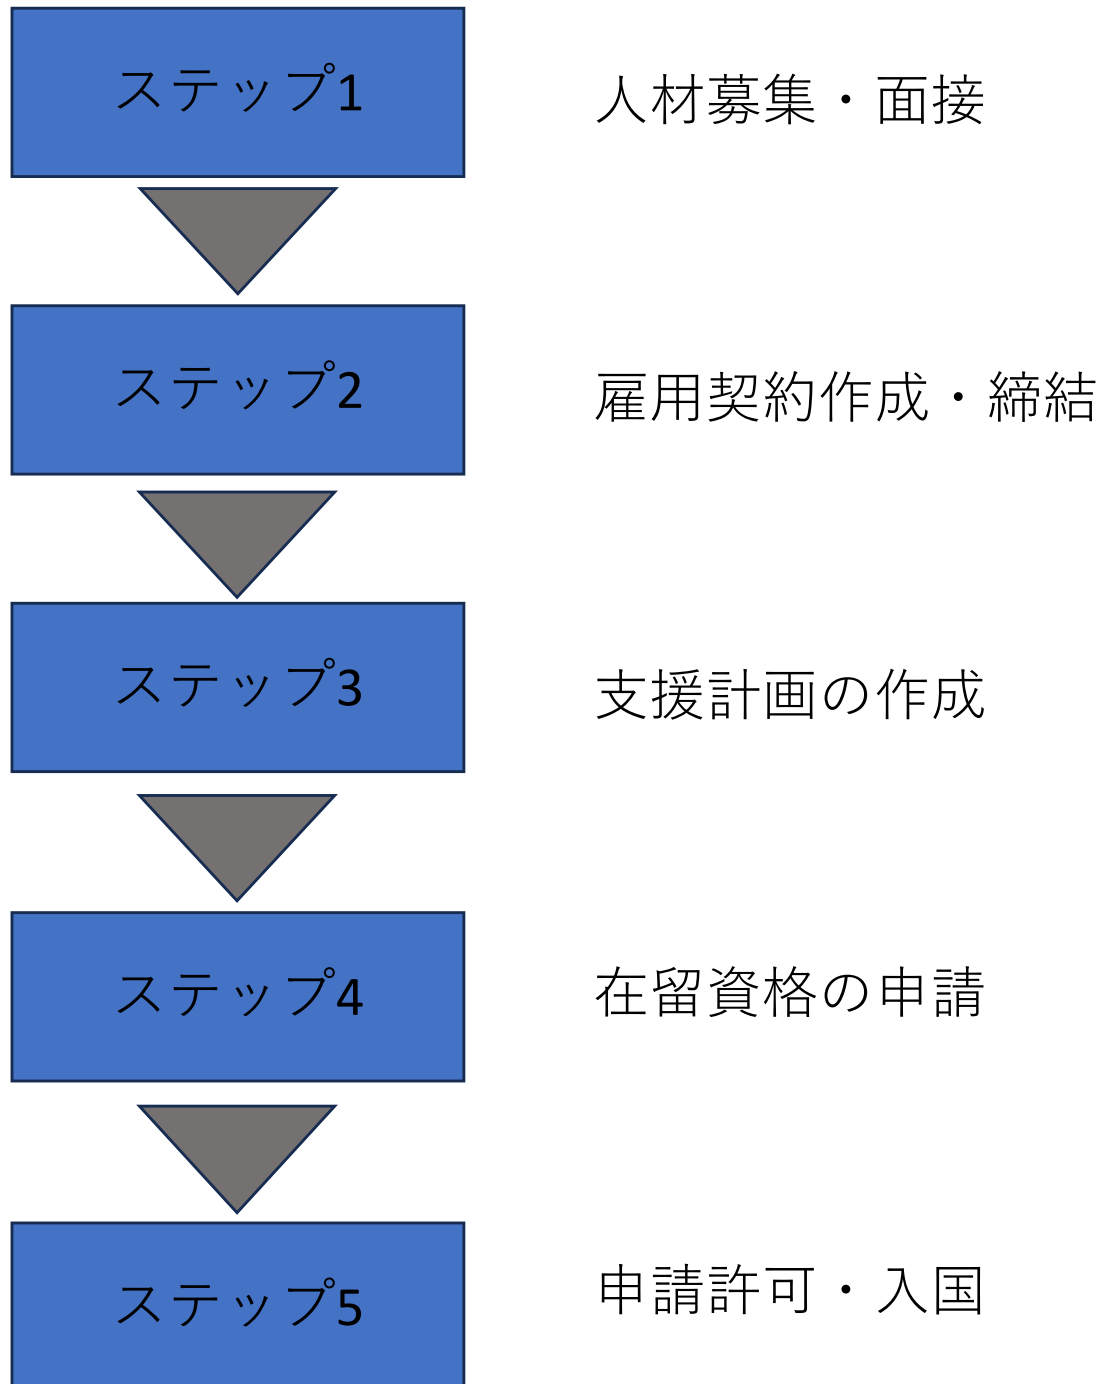 ステップ1
人材募集・面接
ステップ2
雇用契約作成・締結
ステップ3
支援計画の作成
ステップ4
在留資格の申請
ステップ5
申請許可・入国